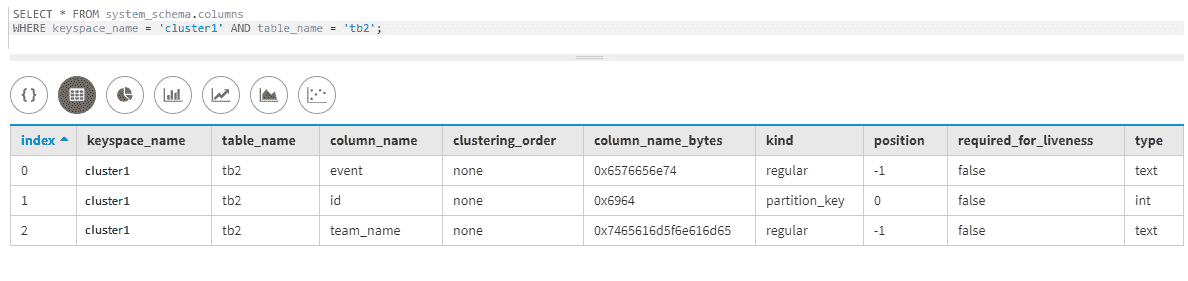 SELECT * FROM system_schema.columns
WHERE keyspace_name = 'cluster1' AND table_name = 'tb2';
{}
index keyspace_name table_name column_name clustering_order column_name_bytes kind position required_for_liveness type
0 cluster1 tb2 event none 0x6576656e74 regular -1 false text
1 cluster1 tb2 id none 0x6964 partition_key 0 false int
2 cluster1 tb2 team_name none 0x7465616d5f6e616d65 regular -1 false text